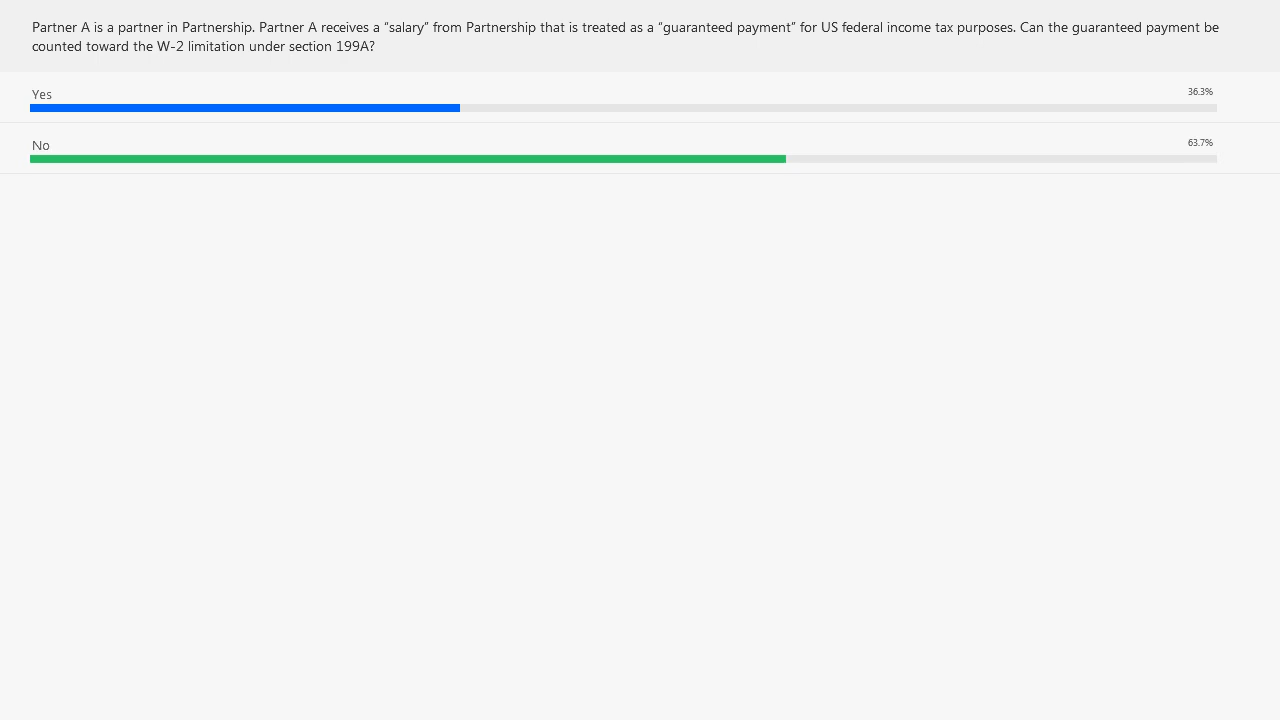 Partner A is a partner in Partnership. Partner A receives a “salary” from Partnership that is treated as a “guaranteed payment” for US federal income tax purposes. Can the guaranteed payment be
counted toward the W-2 limitation under section 199A?
Yes
36.3%
No
63.7%